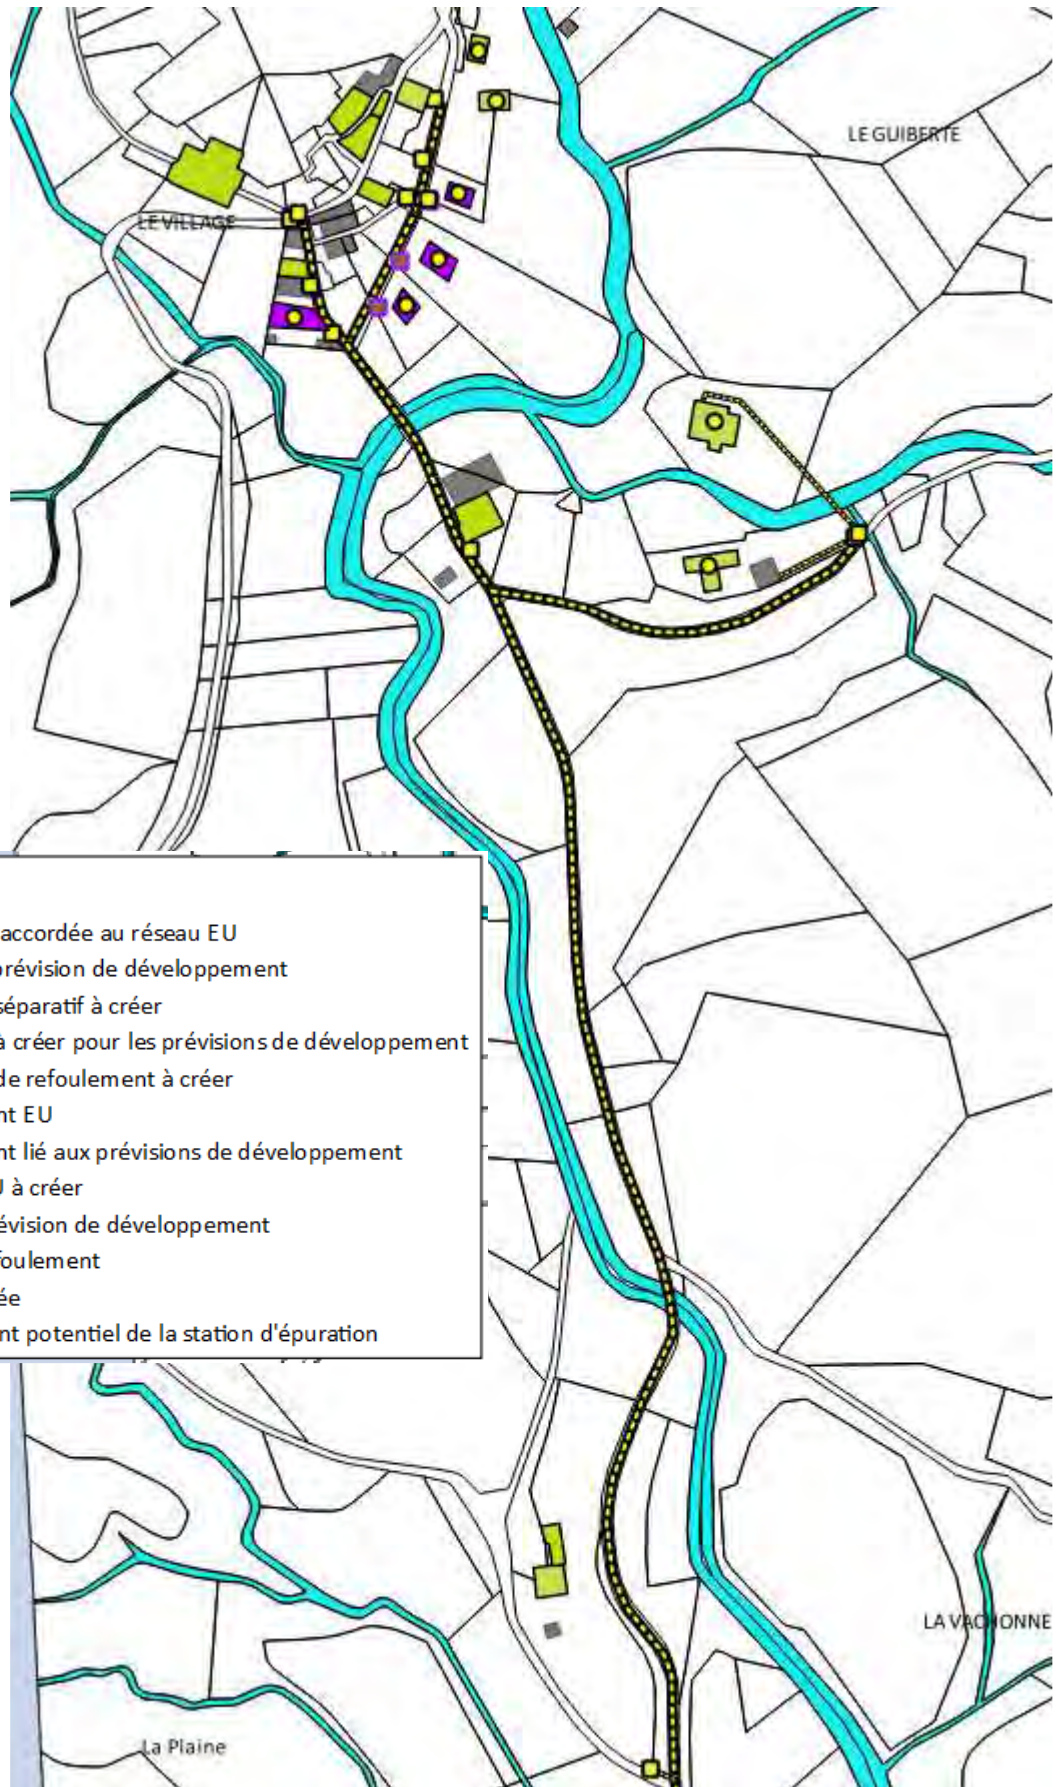 LE GUIBERTE
LE VILLAGE
accordée au réseau EU
prévision de développement
séparatif à créer
à créer pour les prévisions de développement
de refoulement à créer
nt EU
nt lié aux prévisions de développement
U à créer
évision de développement
foulement
ée
nt potentiel de la station d'épuration
LA VACHONNE
La Plaine